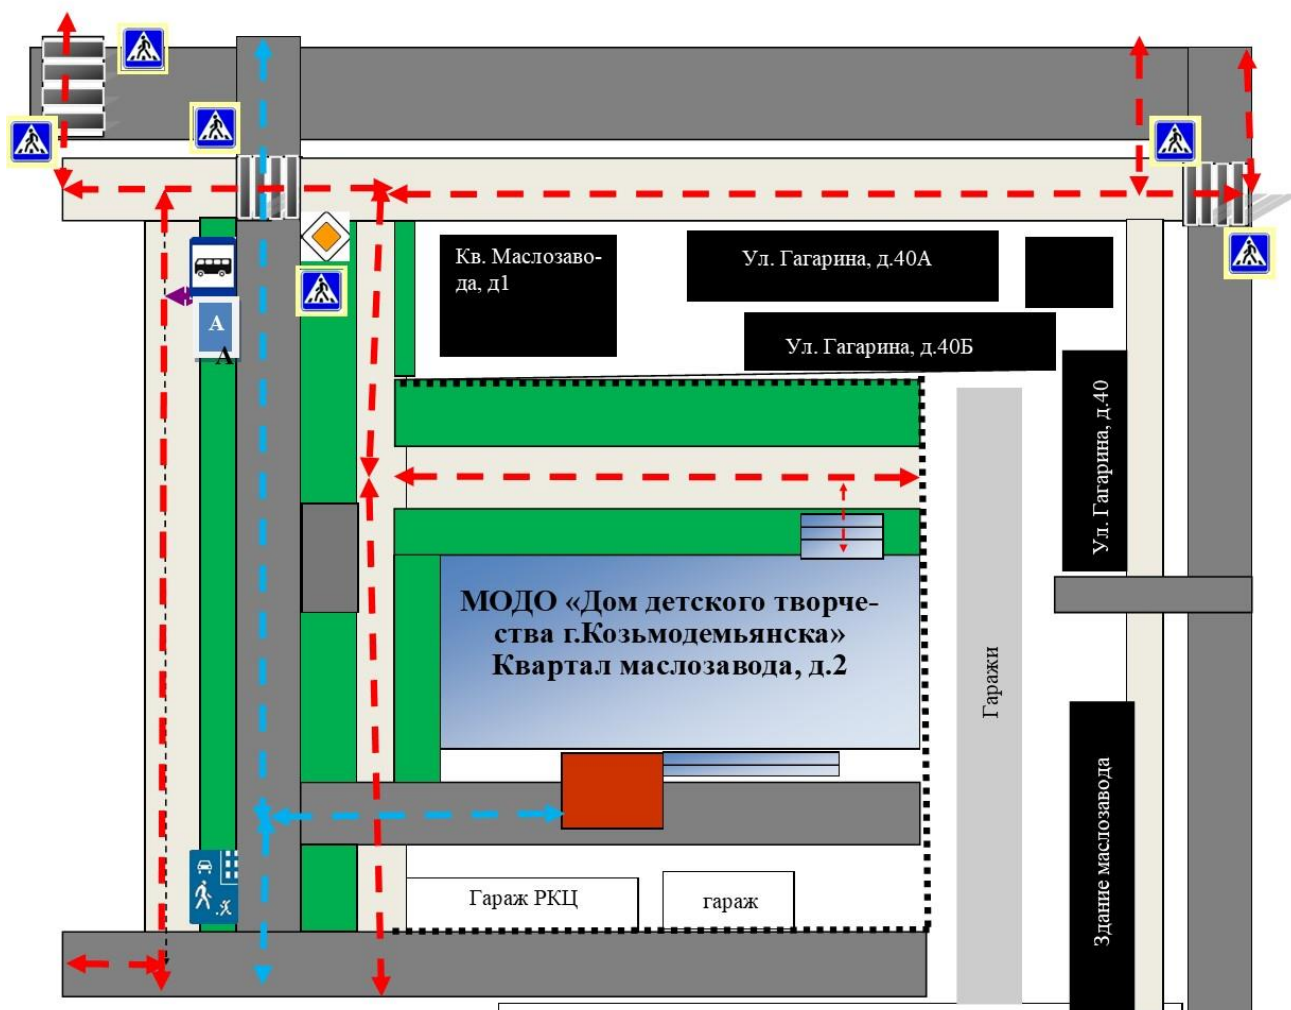 Кв. Маслозаво-
да, д1
Ул. Гагарина, д.40А
Ул. Гагарина, д.40Б
А
А
Ул. Гагарина, д.40
МОДО «Дом детского творче-
ства г.Козьмодемьянска»
Квартал маслозавода, д.2
Гаражи
Здание маслозавода
Гараж РКЦ
гараж